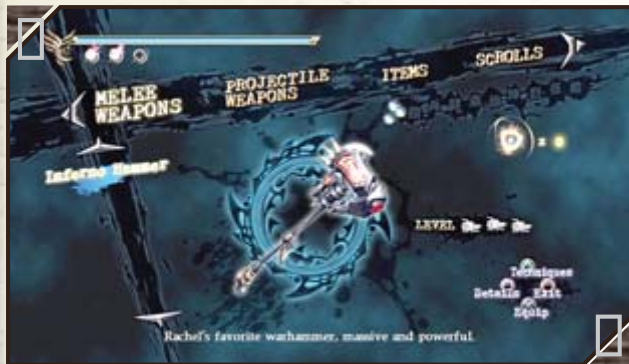 MELEE
WEAPONS
PROJECTILE
WEAPONS
ITEMS
SCROLLS
Inferno Hammer
LEVEL
Techniques
Details
Exit
Equip
Rachel's favorite warhammer, massive and powerful.